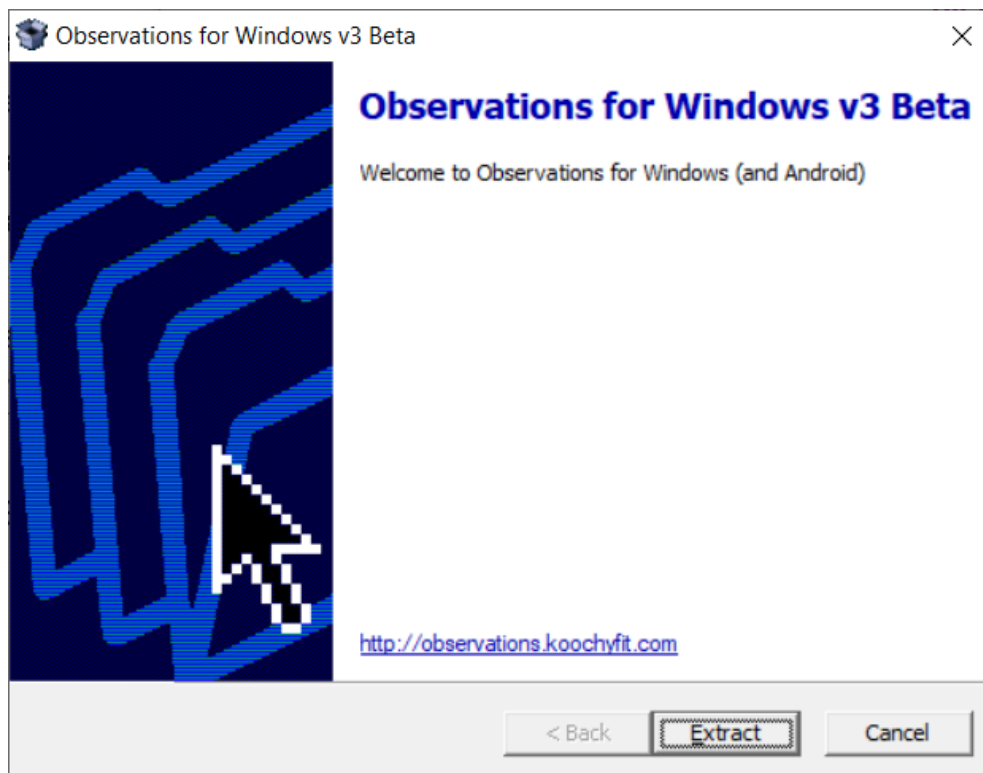 Observations for Windows v3 Beta
Observations for Windows v3 Beta
Welcome to Observations for Windows (and Android)
http://observations.koochyfit.com
< Back Extract Cancel